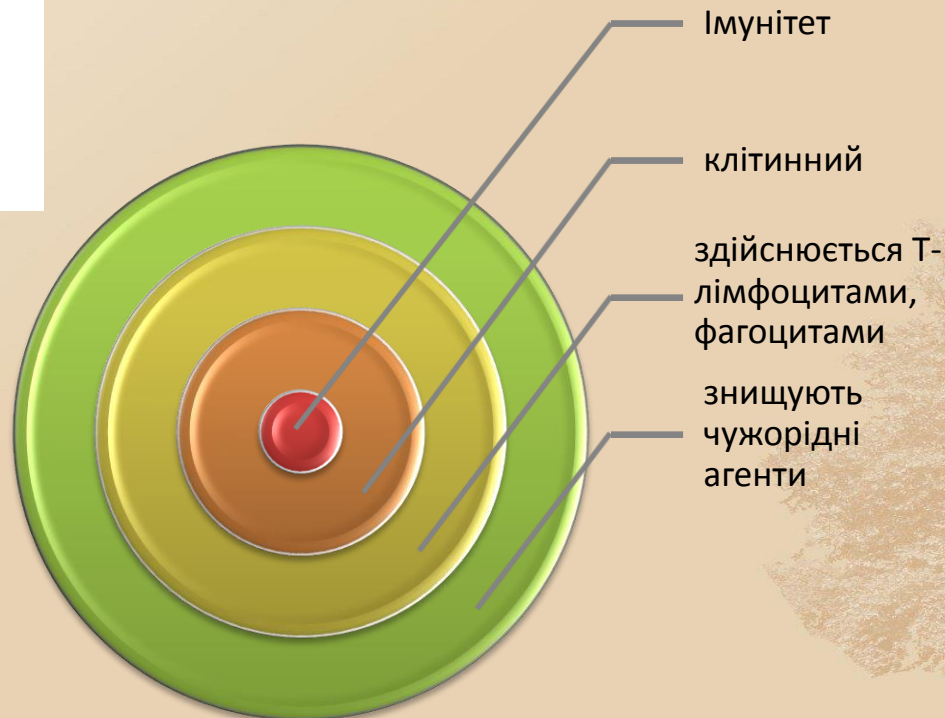 Імунітет
клітинний
здійснюється Т-
лімфоцитами,
фагоцитами
знищують
чужорідні
агенти